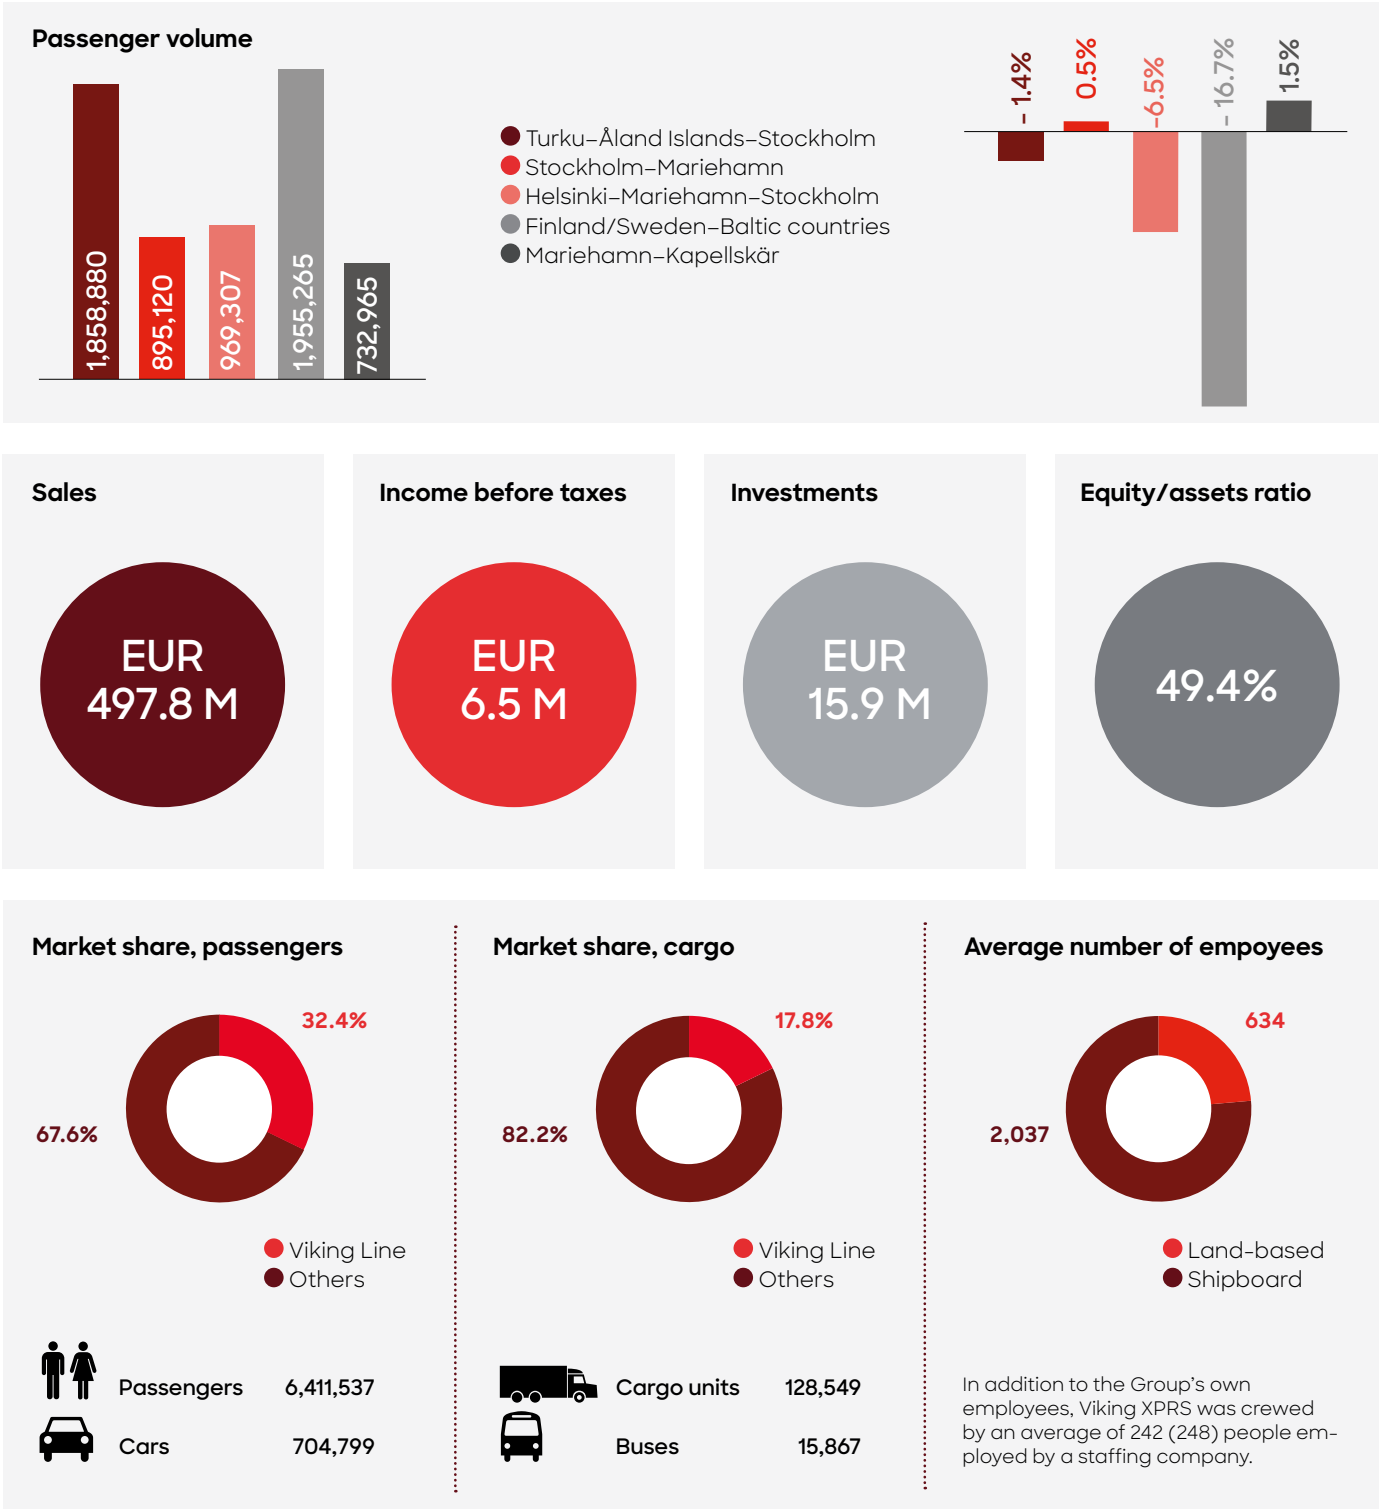 Passenger volume
1,858,880
895,120
969,307
1,955,265
732,965
Turku–Åland Islands–Stockholm
Stockholm–Mariehamn
Helsinki–Mariehamn–Stockholm
Finland/Sweden–Baltic countries
Mariehamn–Kapellskär
– 1.4%
0.5%
–6.5%
– 16.7%
1.5%
Sales
EUR
497.8 M
Income before taxes
EUR
6.5 M
Investments
EUR
15.9 M
Equity/assets ratio
49.4%
Market share, passengers
32.4%
67.6%
Viking Line
Others
Passengers 6,411,537
Cars 704,799
Market share, cargo
17.8%
82.2%
Viking Line
Others
Cargo units 128,549
Buses 15,867
Average number of empoyees
634
2,037
Land-based
Shipboard
In addition to the Group's own
employees, Viking XPRS was crewed
by an average of 242 (248) people em-
ployed by a staffing company.